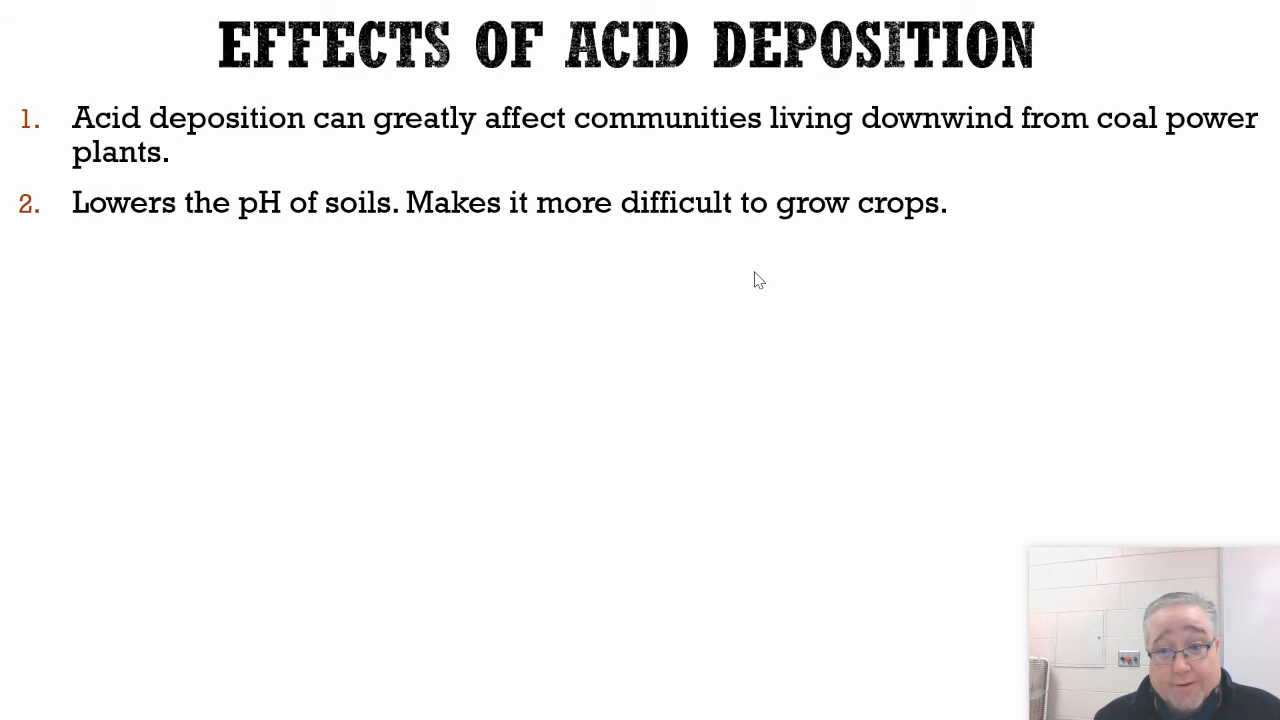 EFFECTS OF ACID DEPOSITION
1. Acid deposition can greatly affect communities living downwind from coal power
plants.
2. Lowers the pH of soils. Makes it more difficult to grow crops.